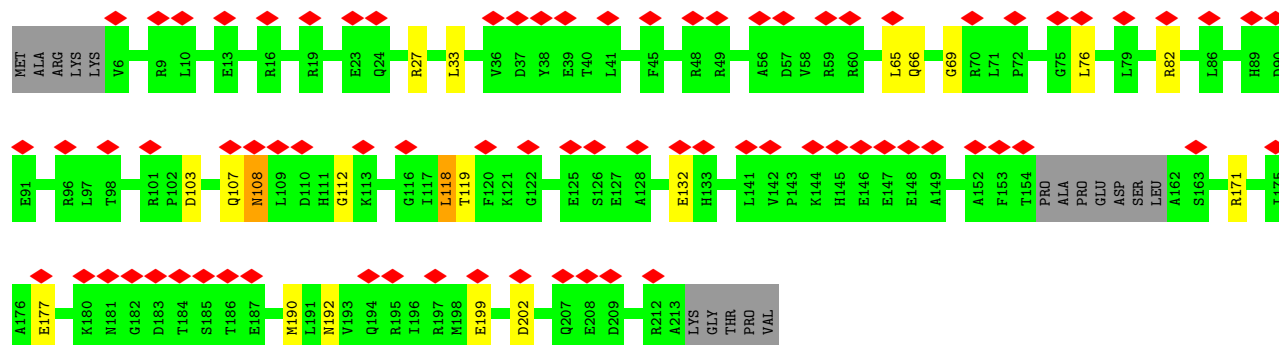 MET ALA ARG LYS LYS V6 R9 L10 E13 R16 R19 E23 Q24 R27 L33 V36 D37 Y38 E39 T40 L41 F45 R48 R49 A56 D57 V58 R59 R60 L65 Q66 G69 R70 L71 P72 G75 L76 L79 R82 L86 H89
E91 R96 L97 T98 R101 P102 D103 Q107 N108 L109 D110 H111 G112 K113 G116 I117 L118 T119 F120 K121 G122 E125 S126 E127 A128 E132 H133 L141 V142 P143 K144 H145 E146 E147 E148 A149 A152 F153 T154 PRO ALA PRO GLU ASP SER LEU A162 S163 R171
A176 E177 K180 N181 G182 D183 T184 S185 T186 E187 M190 L191 N192 V193 Q194 R195 I196 R197 M198 E199 D202 Q207 E208 D209 R212 A213 LYS GLY THR PRO VAL